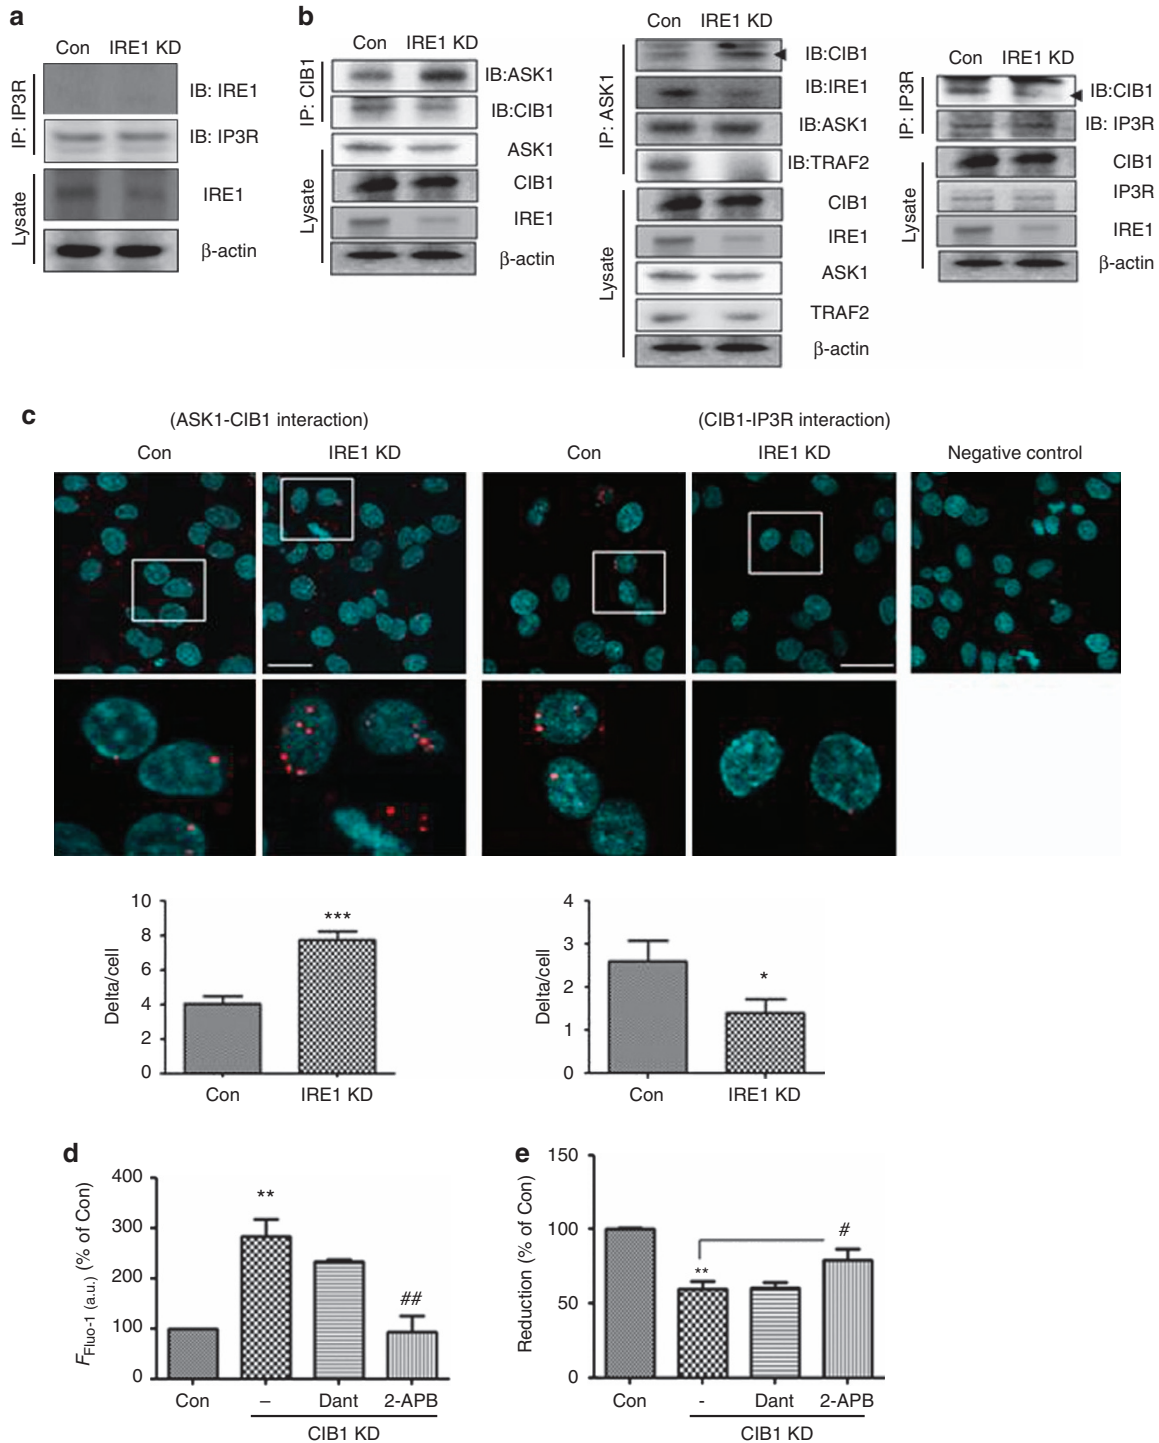 a
Con IRE1 KD
IP: IP3R
IB: IRE1
IB: IP3R
Lysate
IRE1
β-actin
b
Con IRE1 KD
IP: CIB1
IB:ASK1
IB:CIB1
Lysate
ASK1
CIB1
IRE1
β-actin
Con IRE1 KD
IP: ASK1
IB:CIB1
IB:IRE1
IB:ASK1
IB:TRAF2
Lysate
CIB1
IRE1
ASK1
TRAF2
β-actin
Con IRE1 KD
IP: IP3R
IB:CIB1
IB: IP3R
Lysate
CIB1
IP3R
IRE1
β-actin
c
(ASK1-CIB1 interaction)
(CIB1-IP3R interaction)
Con IRE1 KD Con IRE1 KD Negative control
Delta/cell
10
8
6
4
2
0
***
Con IRE1 KD
Delta/cell
4
3
2
1
0
*
Con IRE1 KD
d
F Fluo-1 (a.u.) (% of Con)
400
300
200
100
0
**
##
Con – Dant 2-APB
CIB1 KD
e
Reduction (% of Con)
150
100
50
0
**
#
Con - Dant 2-APB
CIB1 KD